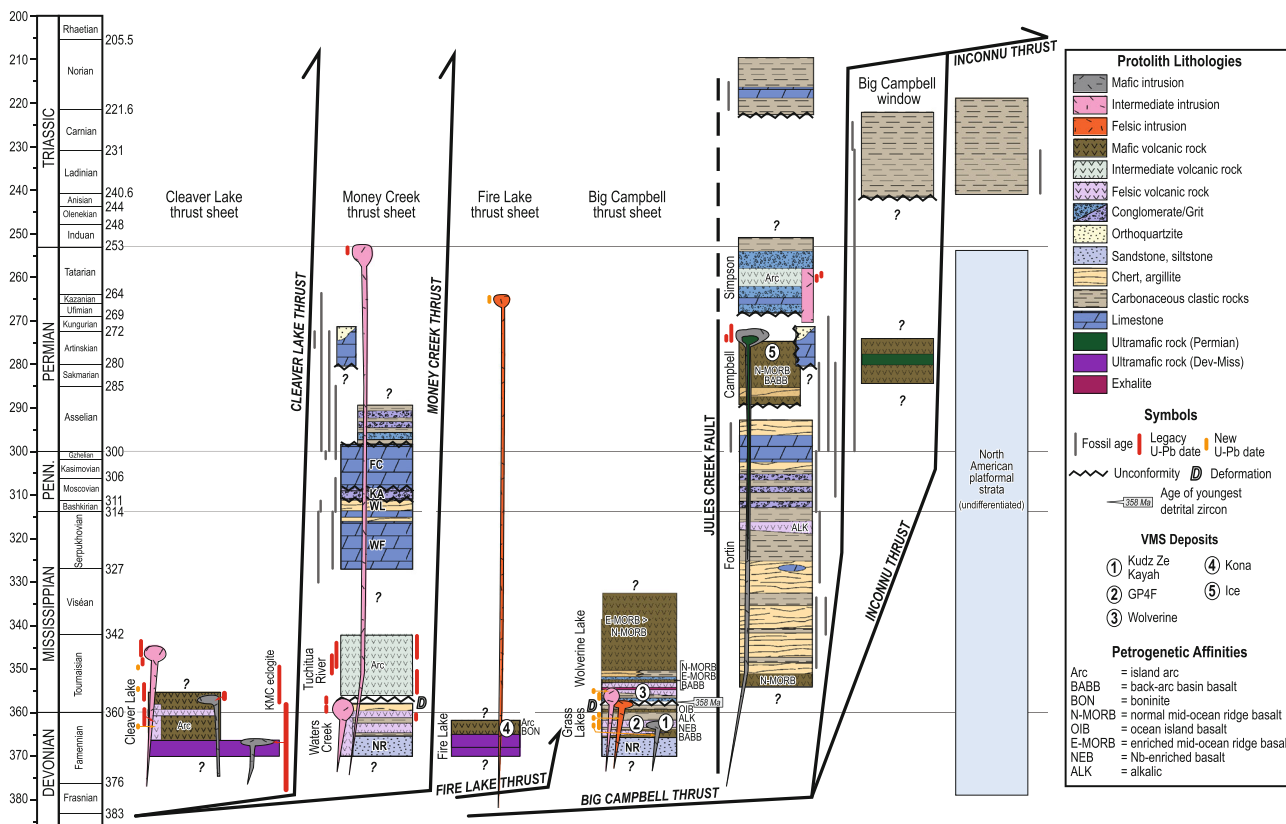 200
210
220
230
240
250
260
270
280
290
300
310
320
330
340
350
360
370
380
TRIASSIC
PERMIAN
PENN.
MISSISSIPPIAN
DEVONIAN
Rhaetian
Norian
Carnian
Ladinian
Anisian
Olenekian
Induan
Tatarian
Kazanian
Ufimian
Kungurian
Artinskian
Sakmarian
Asselian
Gzhelian
Kasimovian
Moscovian
Bashkirian
Serpukhovian
Viséan
Tournaisian
Famennian
Frasnian
205.5
221.6
231
240.6
244
248
253
264
269
272
280
285
300
306
311
314
327
342
360
376
383
Cleaver Lake
thrust sheet
Cleaver Lake
Arc
?
KMC eclogite
CLEAVER LAKE THRUST
Money Creek
thrust sheet
?
?
FC
KA
WL
WF
?
Tuchitua
River
Arc
D
Waters
Creek
NR
?
MONEY CREEK THRUST
Fire Lake
thrust sheet
?
Fire Lake
4
Arc
BON
?
FIRE LAKE THRUST
Big Campbell
thrust sheet
?
Wolverine Lake
E-MORB >
N-MORB
N-MORB
E-MORB
BABB
3
D
358 Ma
Grass
Lakes
1
2
OIB
ALK
NEB
BABB
NR
?
BIG CAMPBELL THRUST
JULES CREEK FAULT
?
Simpson
Arc
Campbell
5
N-MORB
BABB
?
Fortin
ALK
N-MORB
?
INCONNU THRUST
INCONNU THRUST
Big Campbell
window
?
?
?
North
American
platformal
strata
(undifferentiated)
Protolith Lithologies
Mafic intrusion
Intermediate intrusion
Felsic intrusion
Mafic volcanic rock
Intermediate volcanic rock
Felsic volcanic rock
Conglomerate/Grit
Orthoquartzite
Sandstone, siltstone
Chert, argillite
Carbonaceous clastic rocks
Limestone
Ultramafic rock (Permian)
Ultramafic rock (Dev-Miss)
Exhalite
Symbols
Fossil age
Legacy
U-Pb date
New
U-Pb date
Unconformity
D Deformation
358 Ma
Age of youngest
detrital zircon
VMS Deposits
1 Kudz Ze
Kayah
2 GP4F
3 Wolverine
4 Kona
5 Ice
Petrogenetic Affinities
Arc = island arc
BABB = back-arc basin basalt
BON = boninite
N-MORB = normal mid-ocean ridge basalt
OIB = ocean island basalt
E-MORB = enriched mid-ocean ridge basalt
NEB = Nb-enriched basalt
ALK = alkalic